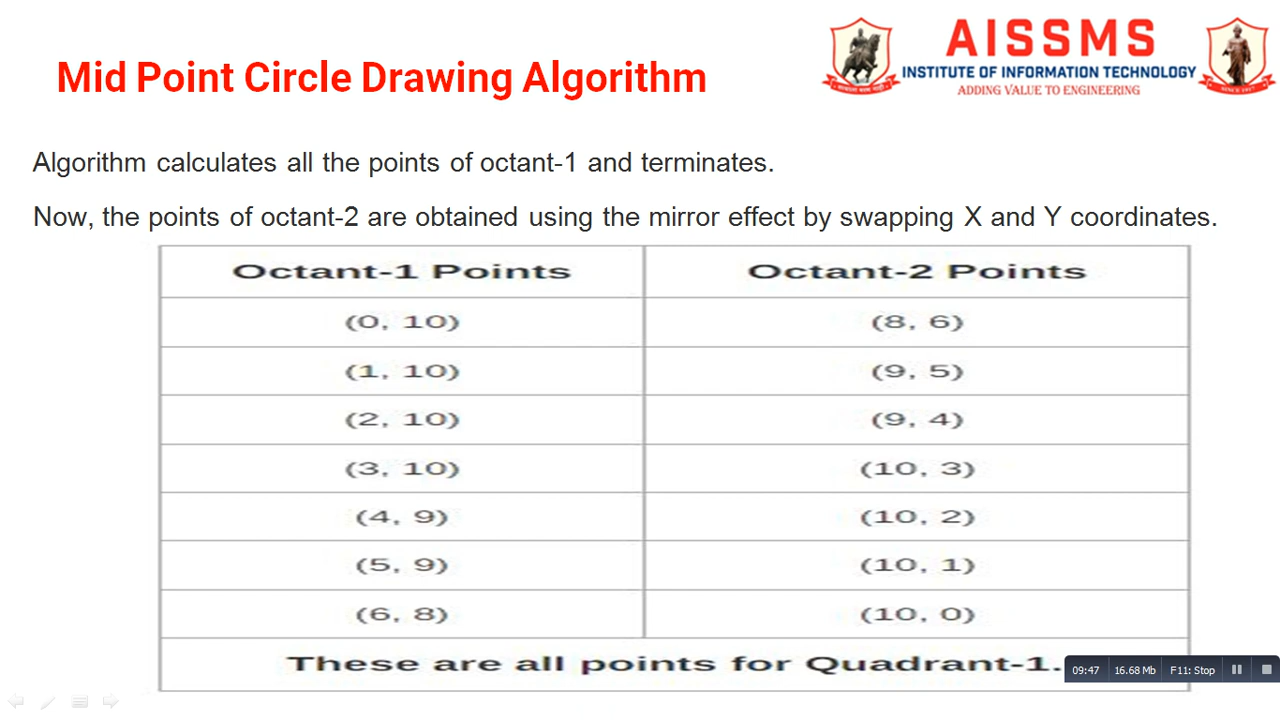 Mid Point Circle Drawing Algorithm
AISSMS
INSTITUTE OF INFORMATION TECHNOLOGY
ADDING VALUE TO ENGINEERING
Algorithm calculates all the points of octant-1 and terminates.
Now, the points of octant-2 are obtained using the mirror effect by swapping X and Y coordinates.
Octant-1 Points Octant-2 Points
(0, 10) (8, 6)
(1, 10) (9, 5)
(2, 10) (9, 4)
(3, 10) (10, 3)
(4, 9) (10, 2)
(5, 9) (10, 1)
(6, 8) (10, 0)
These are all points for Quadrant-1.
09:47 16.68 Mb F11: Stop